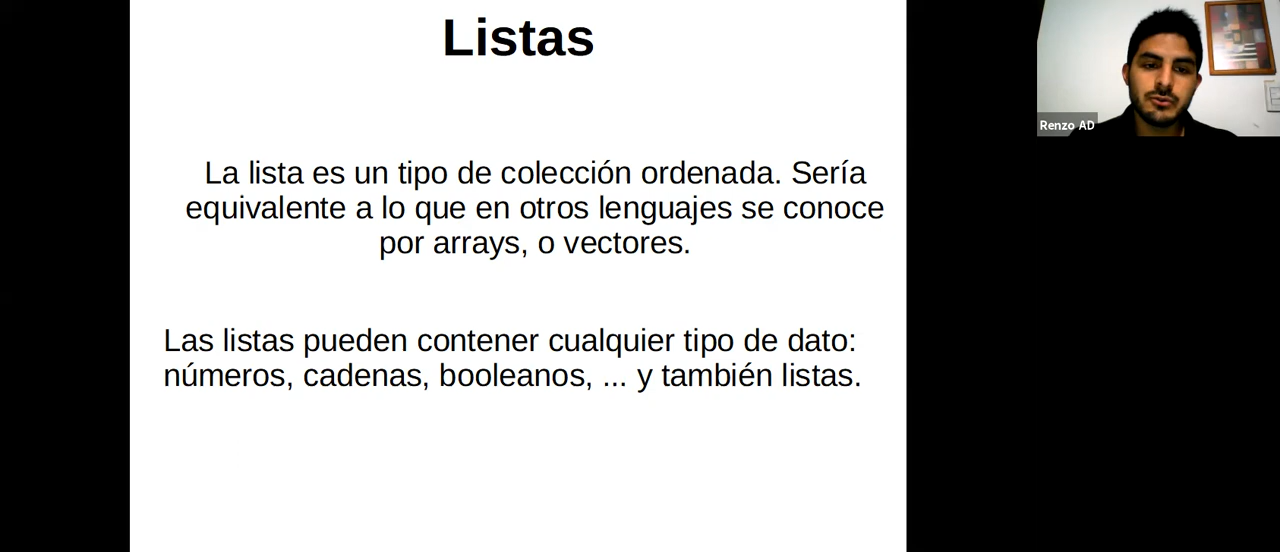 Listas
La lista es un tipo de colección ordenada. Sería
equivalente a lo que en otros lenguajes se conoce
por arrays, o vectores.
Las listas pueden contener cualquier tipo de dato:
números, cadenas, booleanos, ... y también listas.
Renzo AD